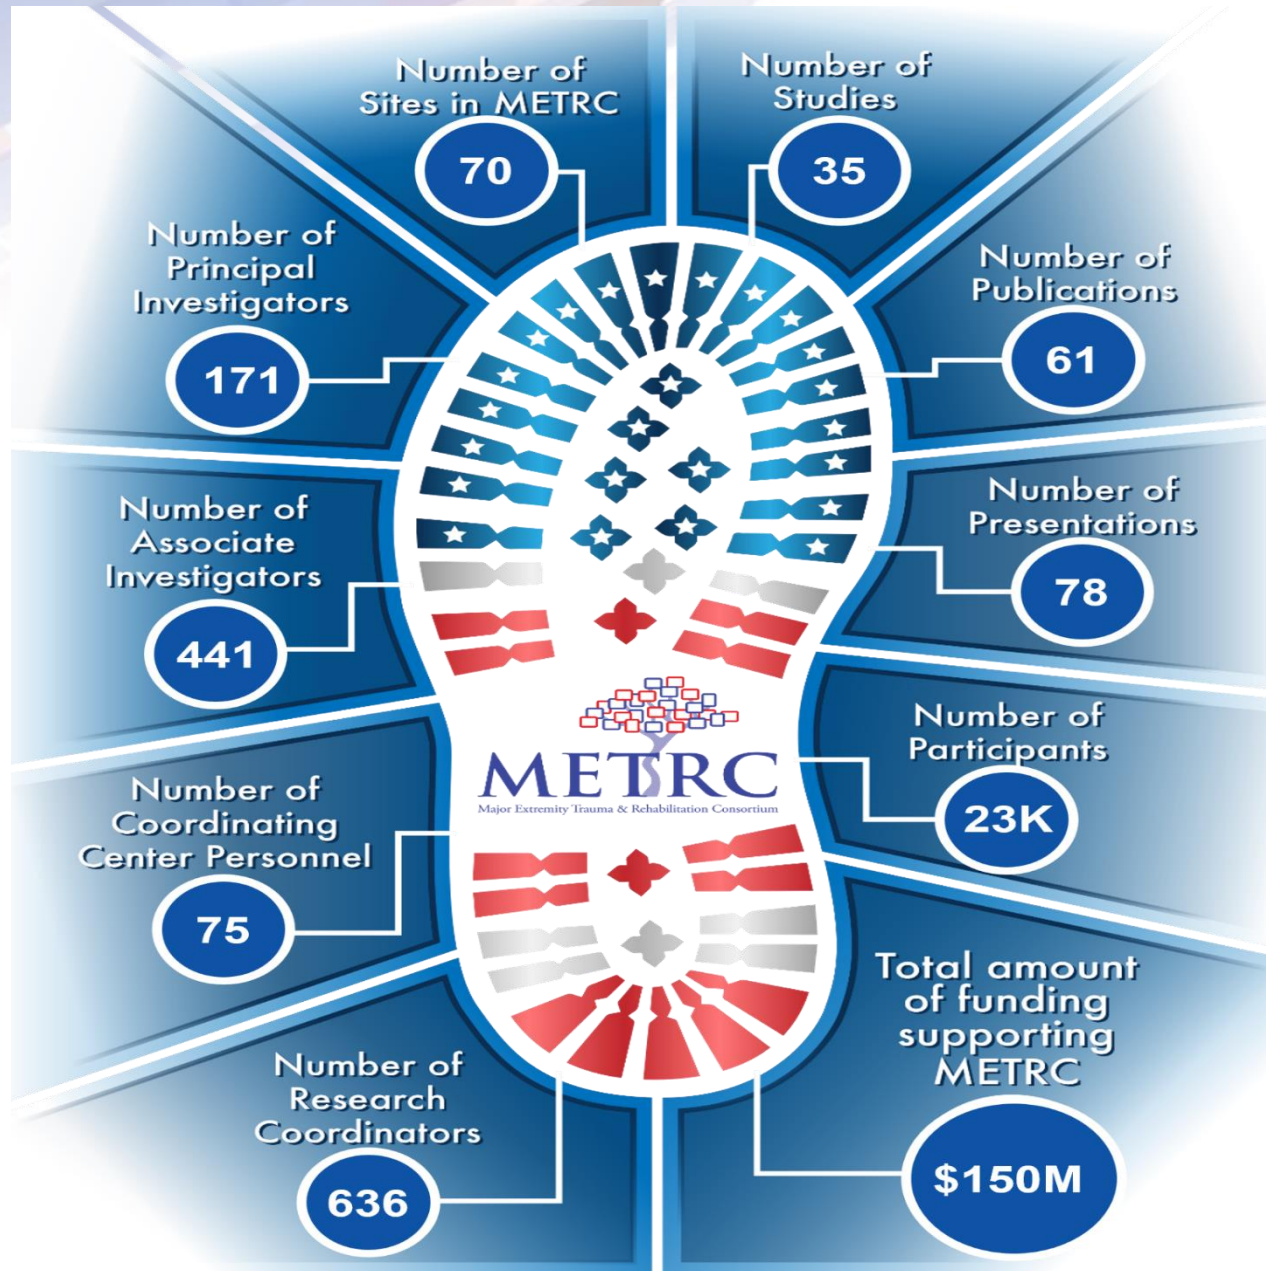 Number of
Sites in METRC
70
Number of
Studies
35
Number of
Principal
Investigators
171
Number of
Publications
61
Number of
Associate
Investigators
441
Number of
Presentations
78
Number of
Participants
23K
METRC
Major Extremity Trauma & Rehabilitation Consortium
Number of
Coordinating
Center Personnel
75
Number of
Research
Coordinators
636
Total amount
of funding
supporting
METRC
$150M